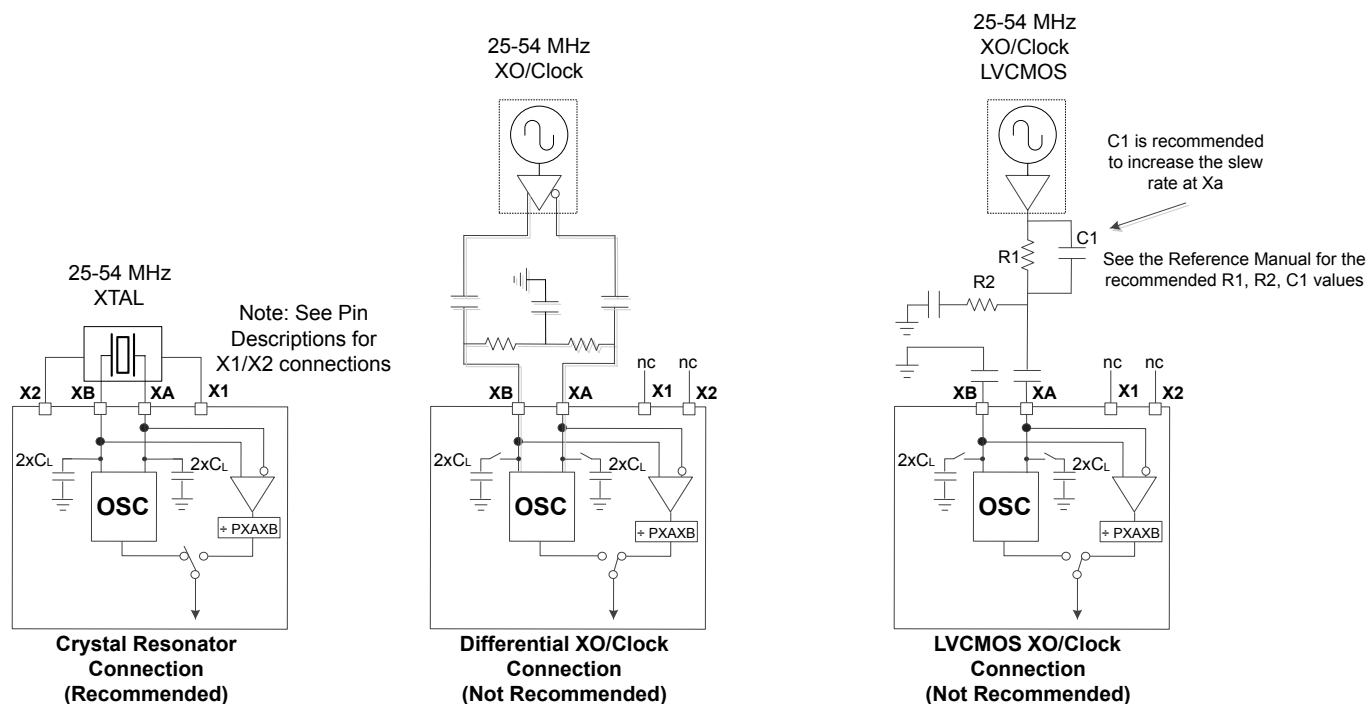 25-54 MHz
XTAL
Note: See Pin
Descriptions for
X1/X2 connections
X2
XB
XA
X1
2xCL
2xCL
OSC
÷ PXAXB
Crystal Resonator
Connection
(Recommended)
25-54 MHz
XO/Clock
nc
nc
XB
XA
X1
X2
2xCL
2xCL
OSC
÷ PXAXB
Differential XO/Clock
Connection
(Not Recommended)
25-54 MHz
XO/Clock
LVCMOS
C1 is recommended
to increase the slew
rate at Xa
R1
C1
See the Reference Manual for the
recommended R1, R2, C1 values
R2
nc
nc
XB
XA
X1
X2
2xCL
2xCL
OSC
÷ PXAXB
LVCMOS XO/Clock
Connection
(Not Recommended)